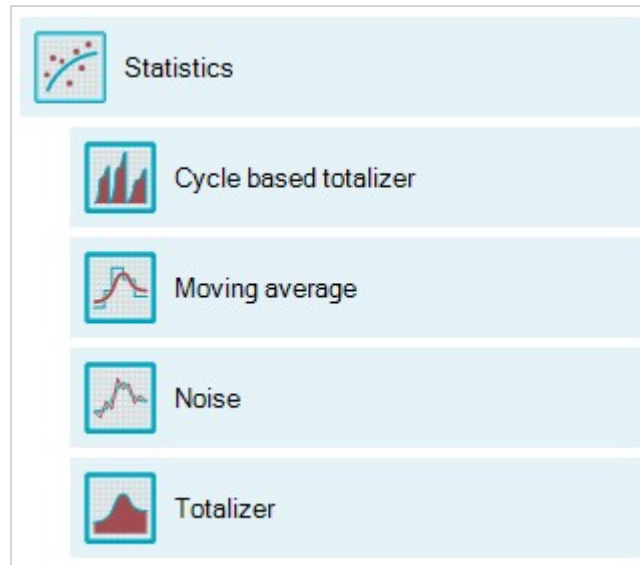 Statistics
Cycle based totalizer
Moving average
Noise
Totalizer